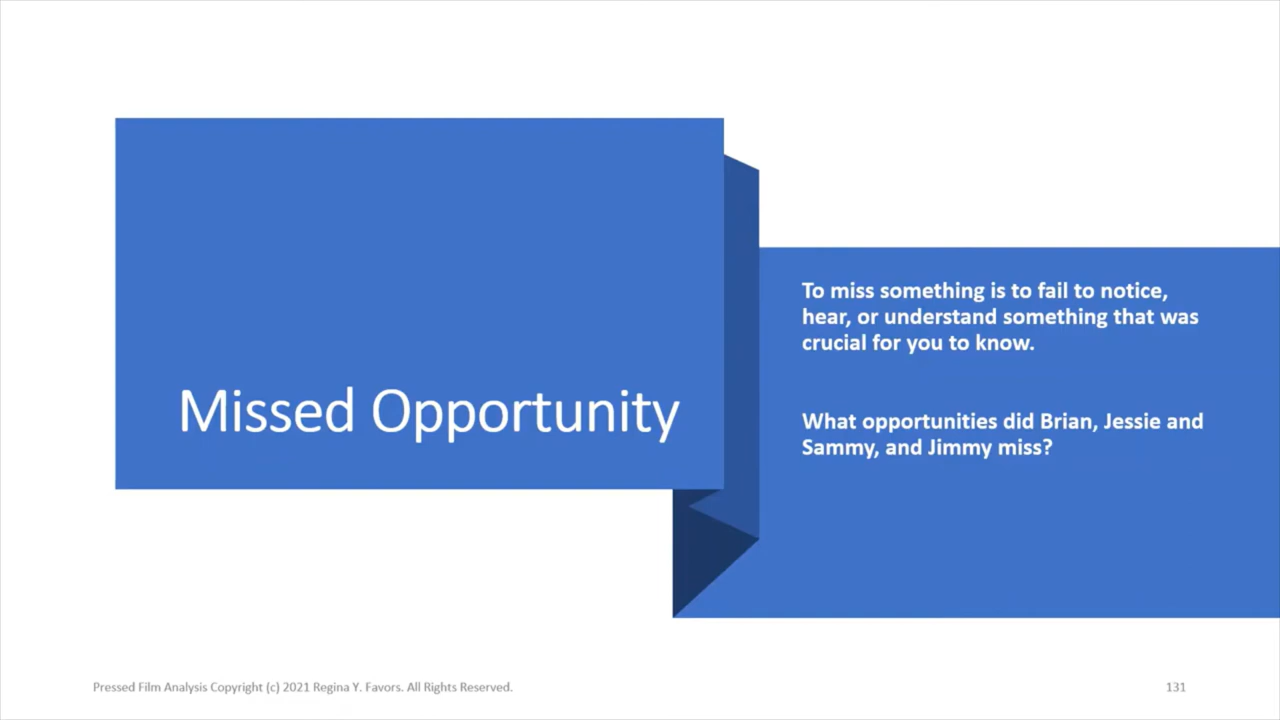 Missed Opportunity
To miss something is to fail to notice,
hear, or understand something that was
crucial for you to know.
What opportunities did Brian, Jessie and
Sammy, and Jimmy miss?
Pressed Film Analysis Copyright (c) 2021 Regina Y. Favors. All Rights Reserved.
131